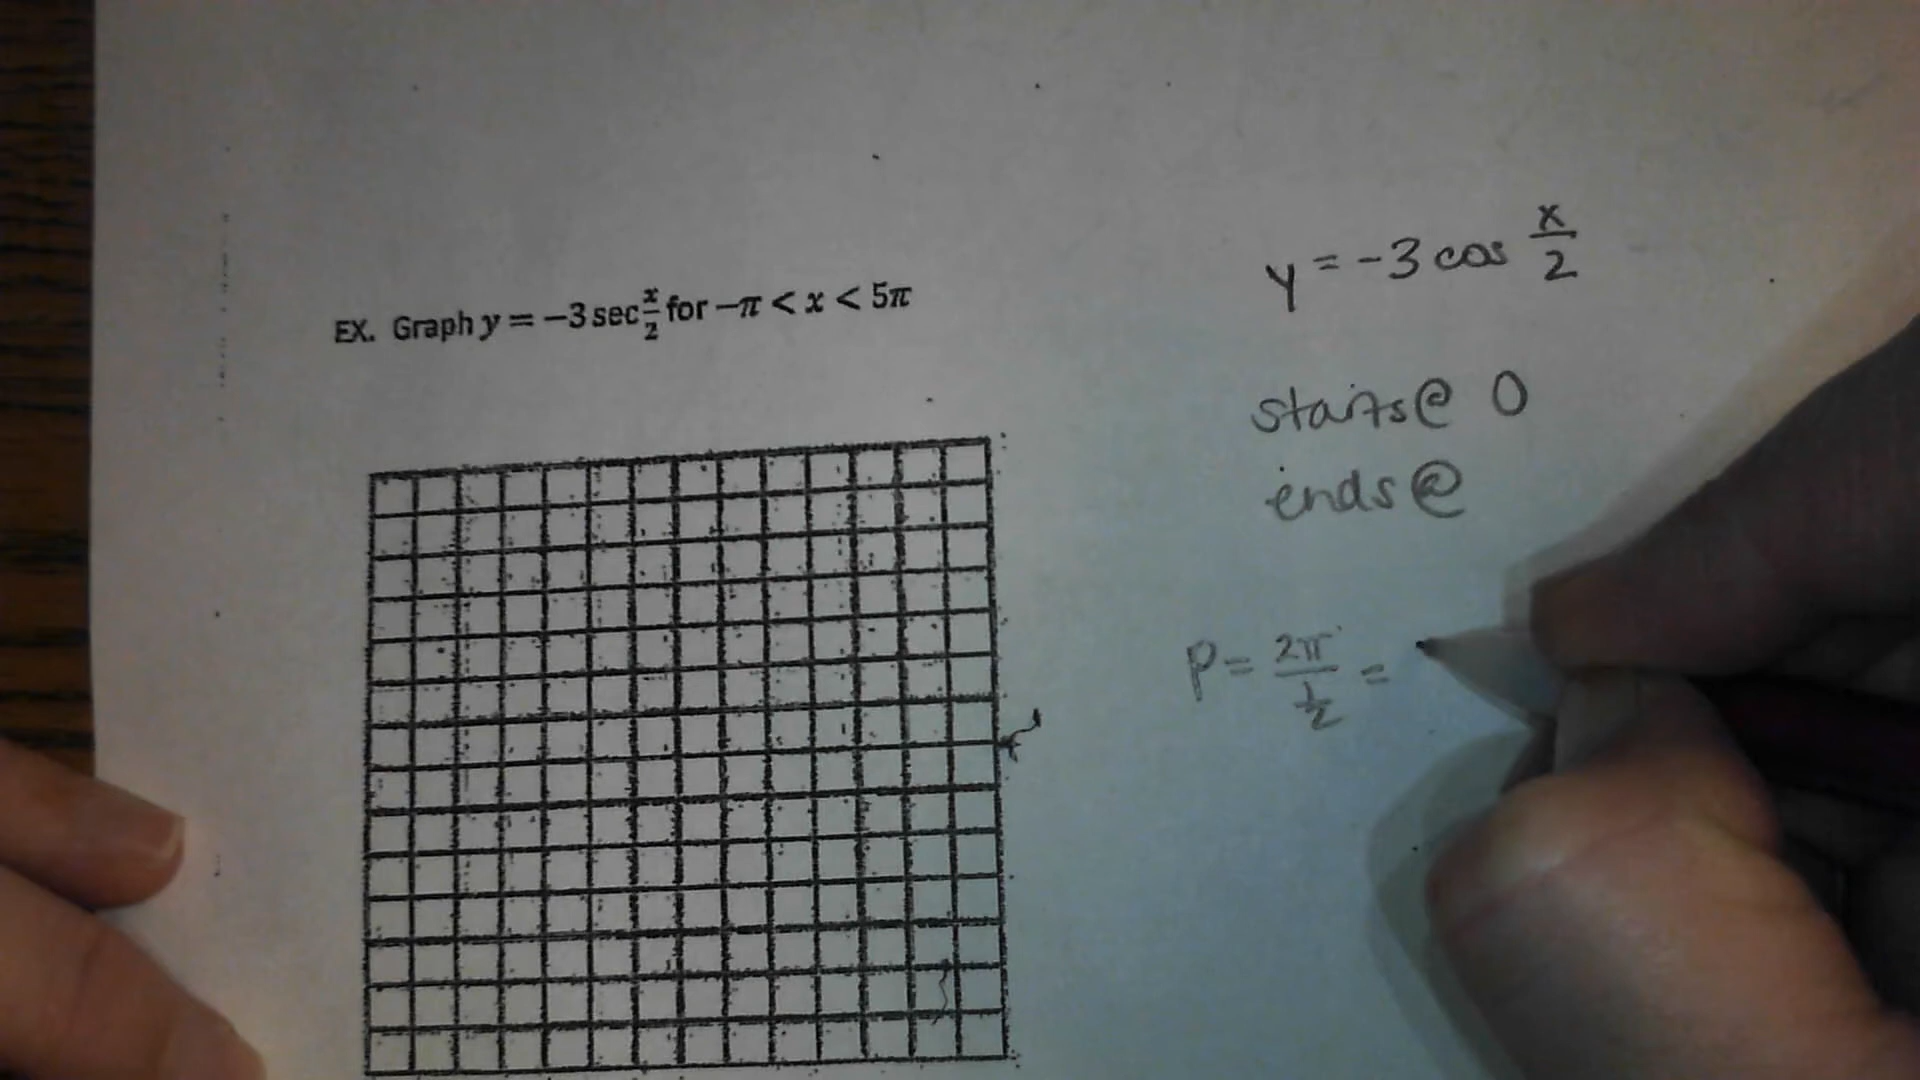 EX. Graph y = −3 sec x/2 for −π < x < 5π
y = -3 cos x/2
starts @ 0
ends @
P = 2π / 1/2 =